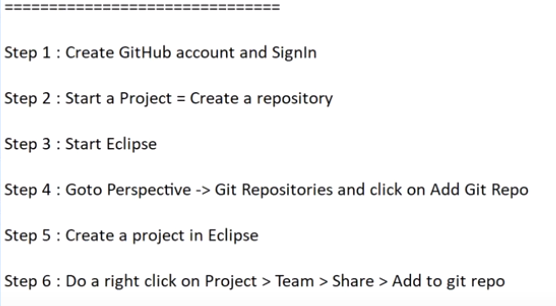 ===============================
Step 1 : Create GitHub account and SignIn
Step 2 : Start a Project = Create a repository
Step 3 : Start Eclipse
Step 4 : Goto Perspective -> Git Repositories and click on Add Git Repo
Step 5 : Create a project in Eclipse
Step 6 : Do a right click on Project > Team > Share > Add to git repo